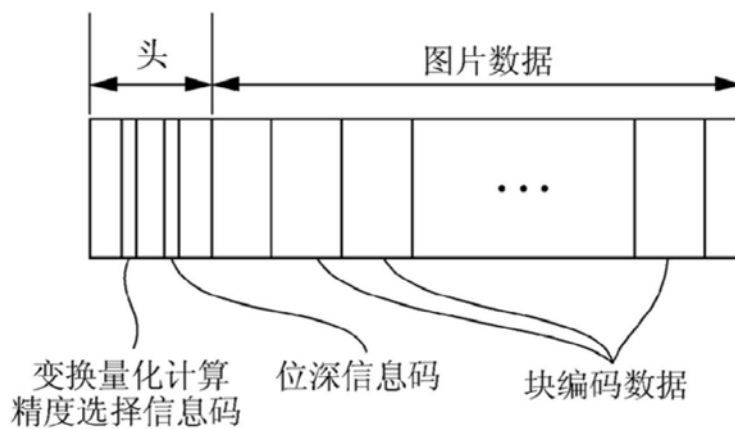 头
图片数据
...
变换量化计算
精度选择信息码
位深信息码
块编码数据